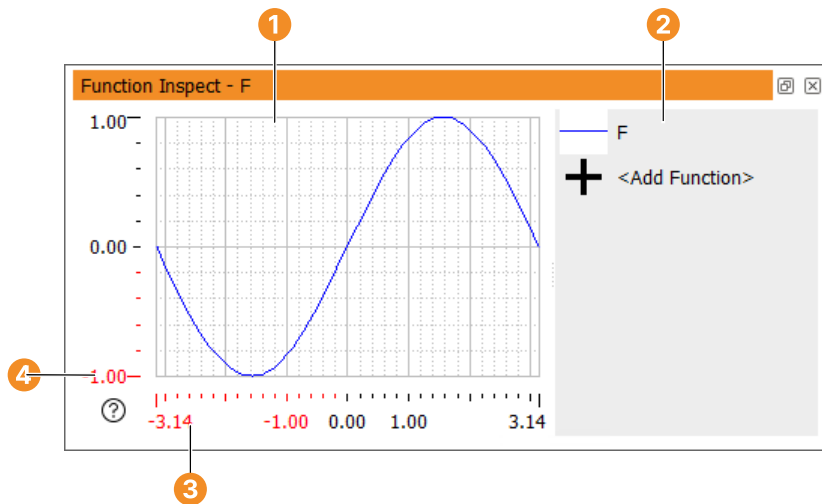 1
2
Function Inspect - F
1.00
F
<Add Function>
0.00
4
-1.00
?
-3.14 -1.00 0.00 1.00 3.14
3